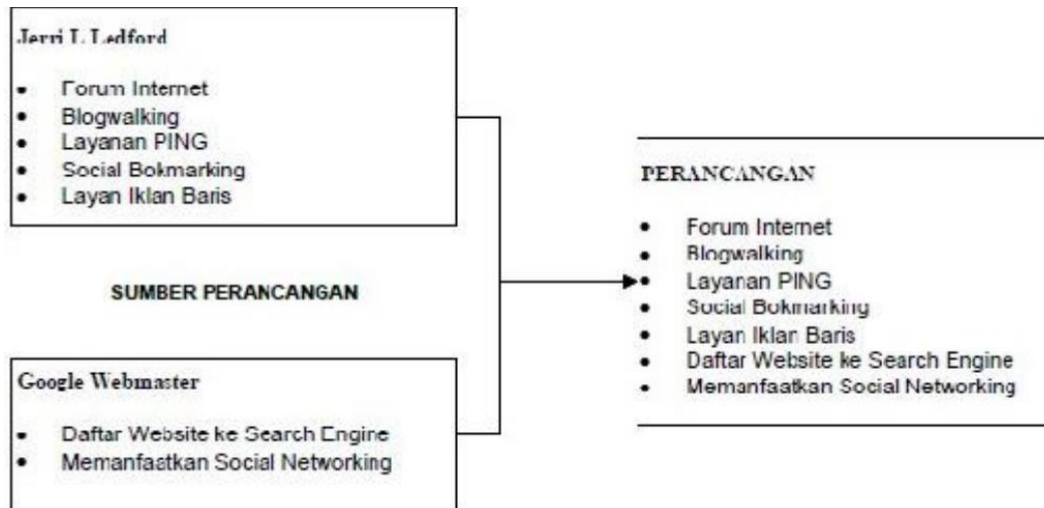 Jerri L Ledford
• Forum Internet
• Blogwalking
• Layanan PING
• Social Bokmarking
• Layan Iklan Baris
SUMBER PERANCANGAN
Google Webmaster
• Daftar Website ke Search Engine
• Memanfaatkan Social Networking
PERANCANGAN
• Forum Internet
• Blogwalking
• Layanan PING
• Social Bokmarking
• Layan Iklan Baris
• Daftar Website ke Search Engine
• Memanfaatkan Social Networking